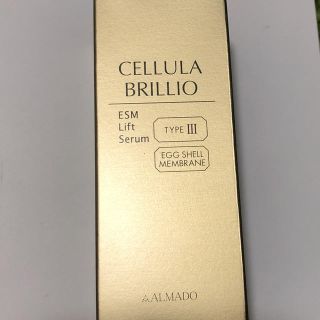 CELLULA
BRILLIO
ESM
Lift
Serum
TYPE III
EGG SHELL
MEMBRANE
ALMADO